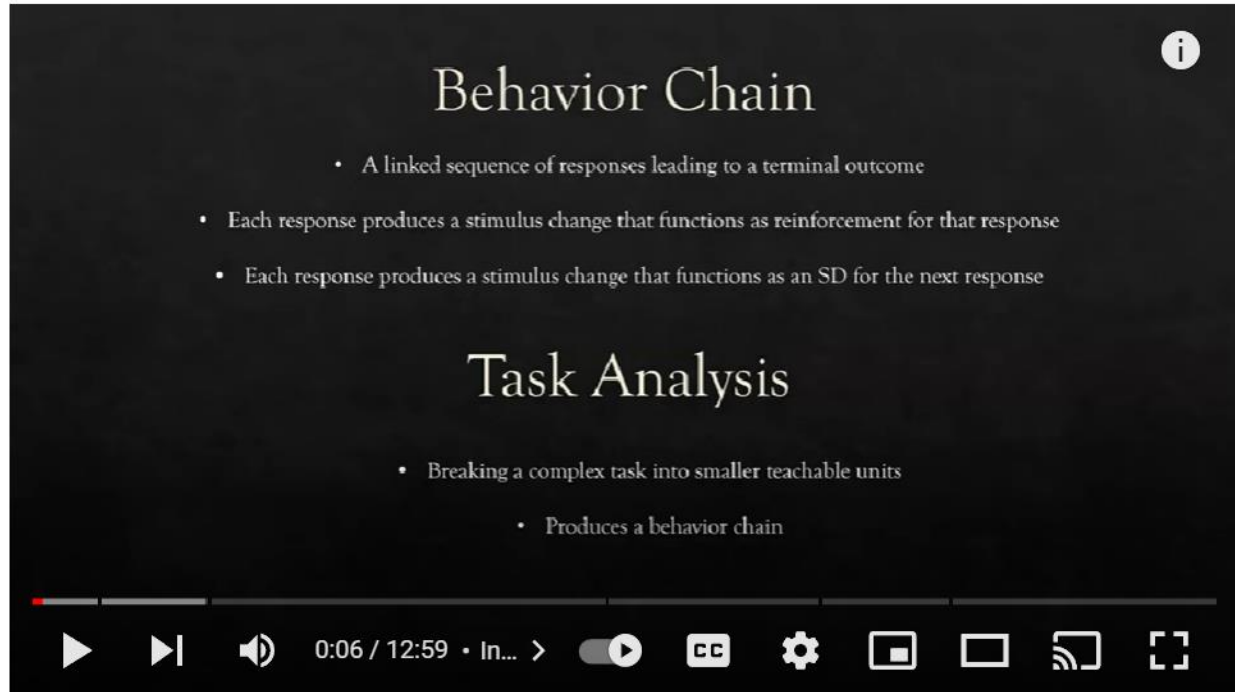 i
Behavior Chain
• A linked sequence of responses leading to a terminal outcome
• Each response produces a stimulus change that functions as reinforcement for that response
• Each response produces a stimulus change that functions as an SD for the next response
Task Analysis
• Breaking a complex task into smaller teachable units
• Produces a behavior chain
0:06 / 12:59 • In... >
CC